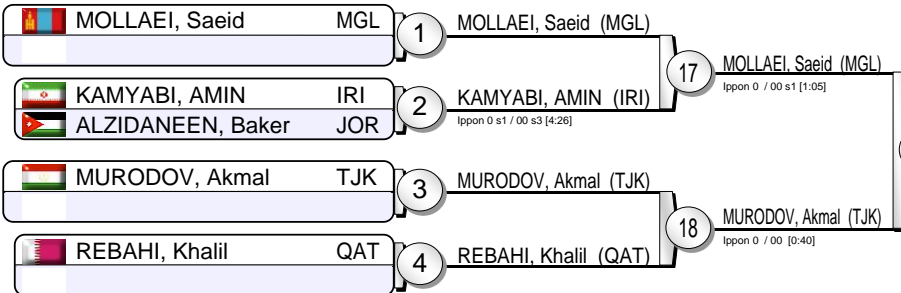 MOLLAEI, Saeid MGL
1
MOLLAEI, Saeid (MGL)
17
MOLLAEI, Saeid (MGL)
Ippon 0 / 00 s1 [1:05]
KAMYABI, AMIN IRI
ALZIDANEEN, Baker JOR
2
KAMYABI, AMIN (IRI)
Ippon 0 s1 / 00 s3 [4:26]
MURODOV, Akmal TJK
3
MURODOV, Akmal (TJK)
18
MURODOV, Akmal (TJK)
Ippon 0 / 00 [0:40]
REBAHI, Khalil QAT
4
REBAHI, Khalil (QAT)